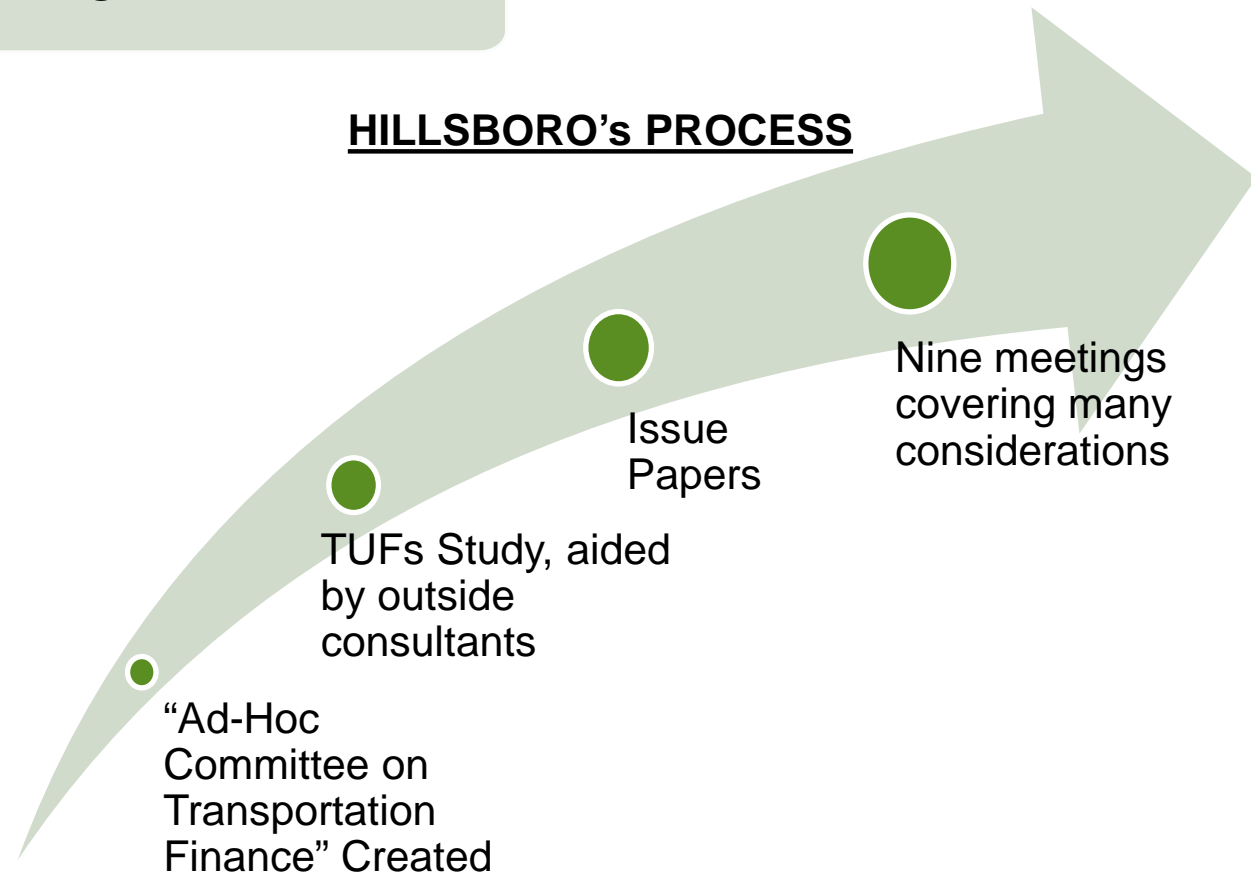 HILLSBORO's PROCESS
Nine meetings
covering many
considerations
Issue
Papers
TUFs Study, aided
by outside
consultants
“Ad-Hoc
Committee on
Transportation
Finance” Created